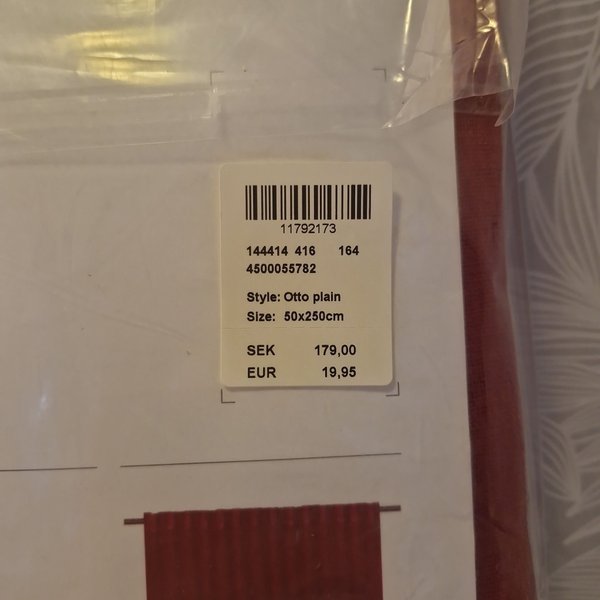 11792173
144414 416 164
4500055782
Style: Otto plain
Size: 50x250cm
SEK 179,00
EUR 19,95